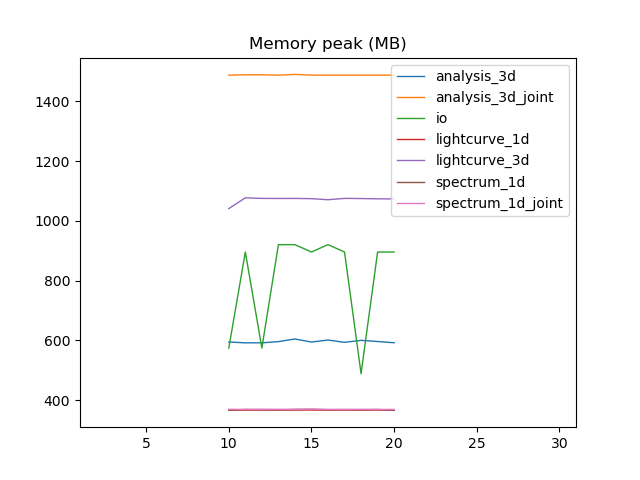 Memory peak (MB)
analysis_3d
analysis_3d_joint
io
lightcurve_1d
lightcurve_3d
spectrum_1d
spectrum_1d_joint
1400
1200
1000
800
600
400
5 10 15 20 25 30